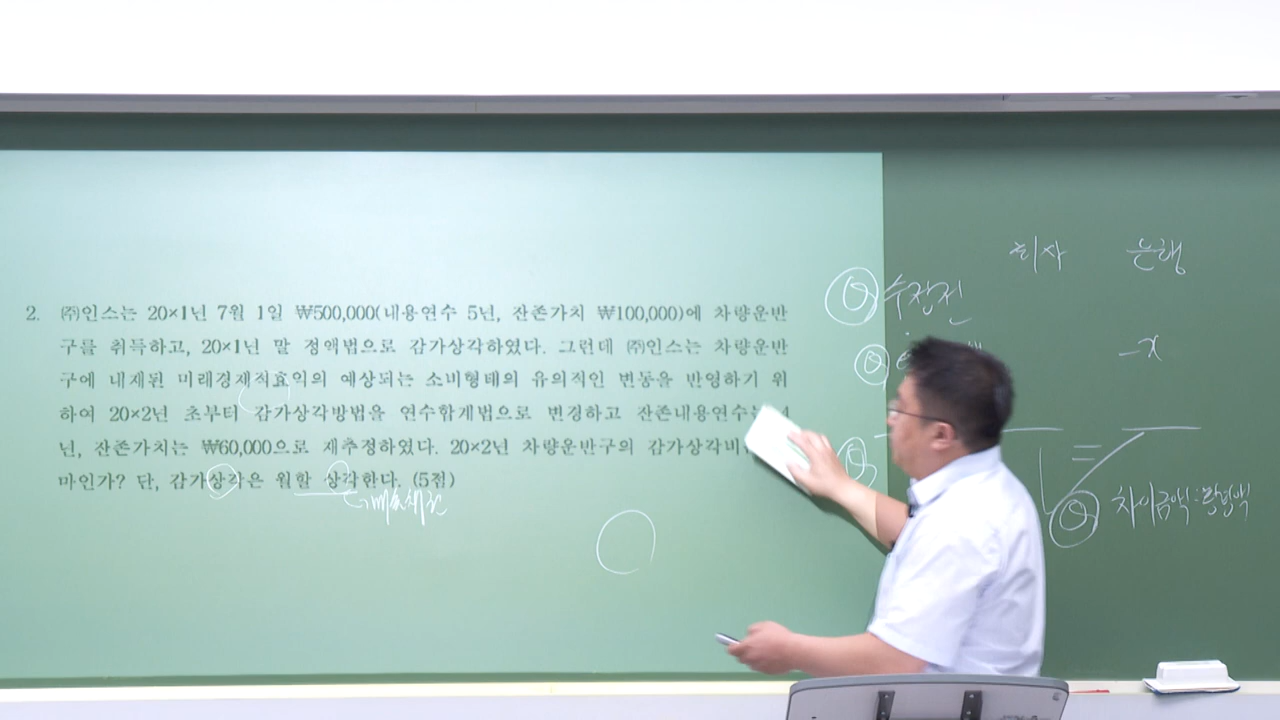 2. ㈜인스는 20×1년 7월 1일 ₩500,000(내용연수 5년, 잔존가치 ₩100,000)에 차량운반
구를 취득하고, 20×1년 말 정액법으로 감가상각하였다. 그런데 ㈜인스는 차량운반
구에 내재된 미래경제적효익의 예상되는 소비형태의 유의적인 변동을 반영하기 위
하여 20×2년 초부터 감가상각방법을 연수합계법으로 변경하고 잔존내용연수는 4
년, 잔존가치는 ₩60,000으로 재추정하였다. 20×2년 차량운반구의 감가상각비
마인가? 단, 감가상각은 월할 상각한다. (5점)
매출채권
회사 은행
수정전
-x
=
차이금액: